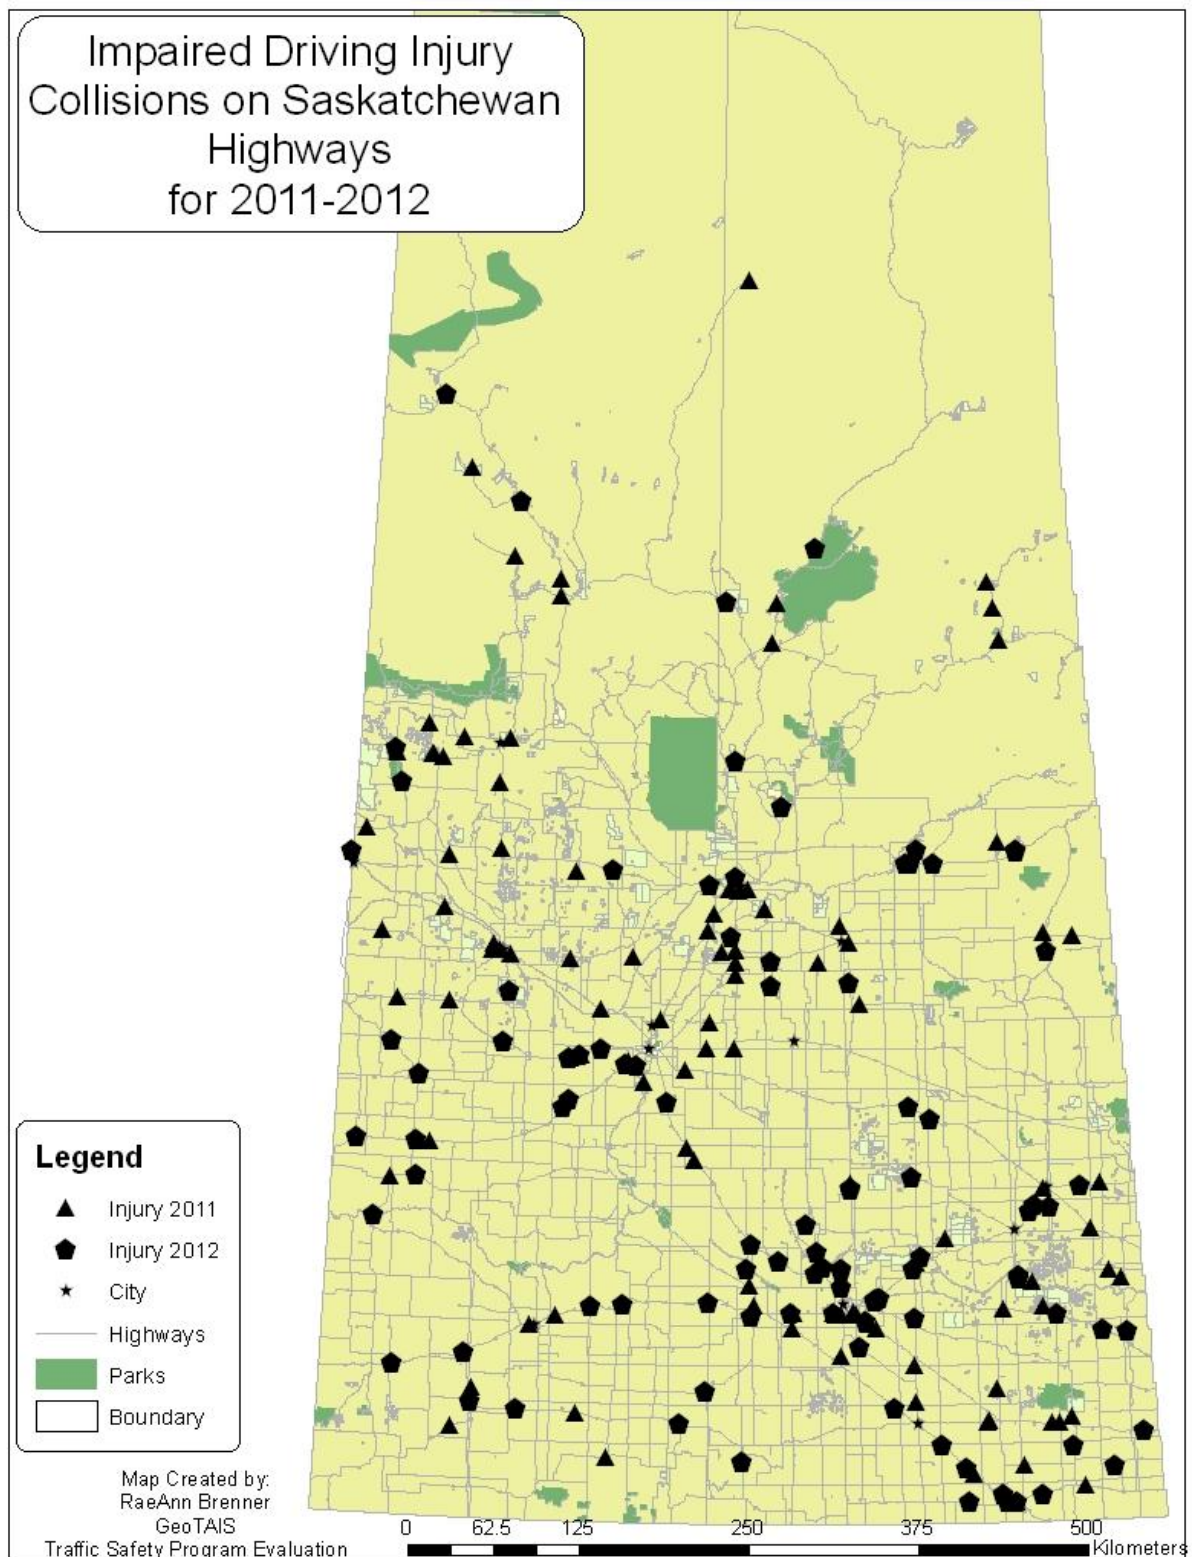 Impaired Driving Injury
Collisions on Saskatchewan
Highways
for 2011-2012
Legend
Injury 2011
Injury 2012
City
Highways
Parks
Boundary
Map Created by:
RaeAnn Brenner
GeoTAIS
Traffic Safety Program Evaluation
0 62.5 125 250 375 500
Kilometers